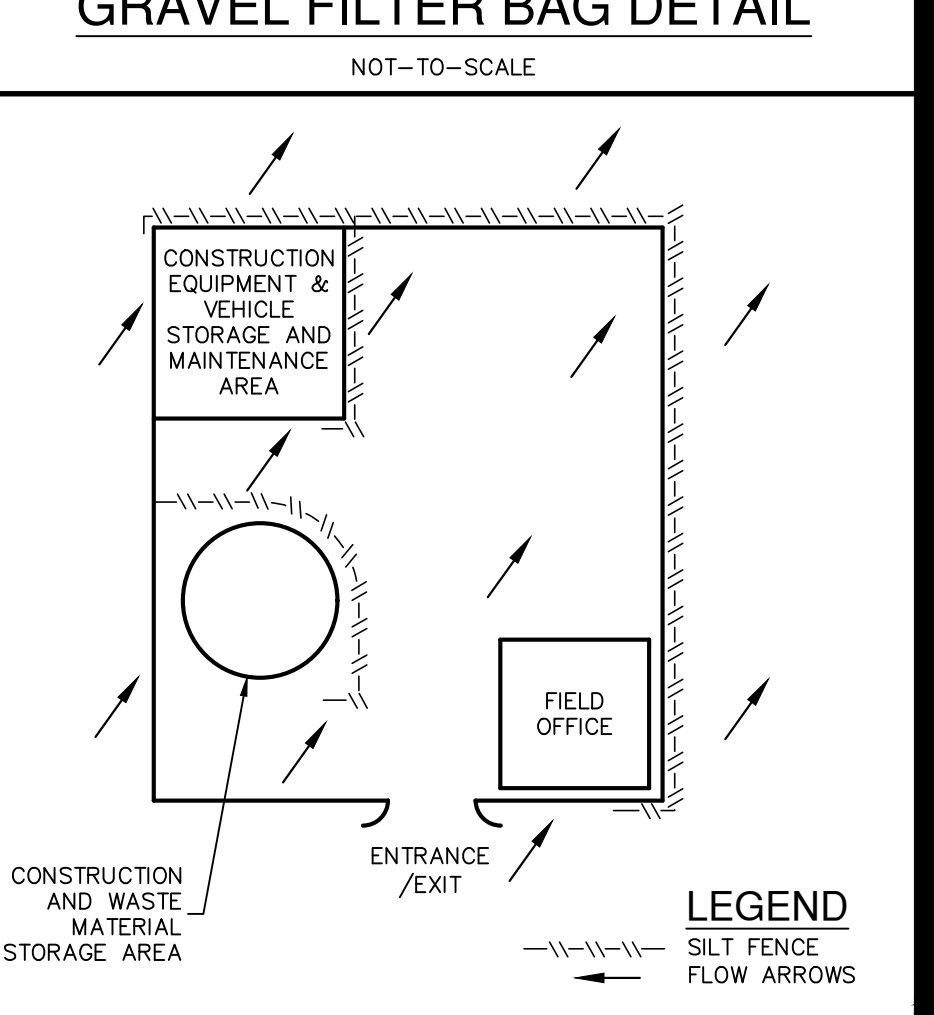 GRAVEL FILTER BAG DETAIL
NOT-TO-SCALE
CONSTRUCTION
EQUIPMENT &
VEHICLE
STORAGE AND
MAINTENANCE
AREA
FIELD
OFFICE
ENTRANCE
/EXIT
CONSTRUCTION
AND WASTE
MATERIAL
STORAGE AREA
LEGEND
SILT FENCE
FLOW ARROWS